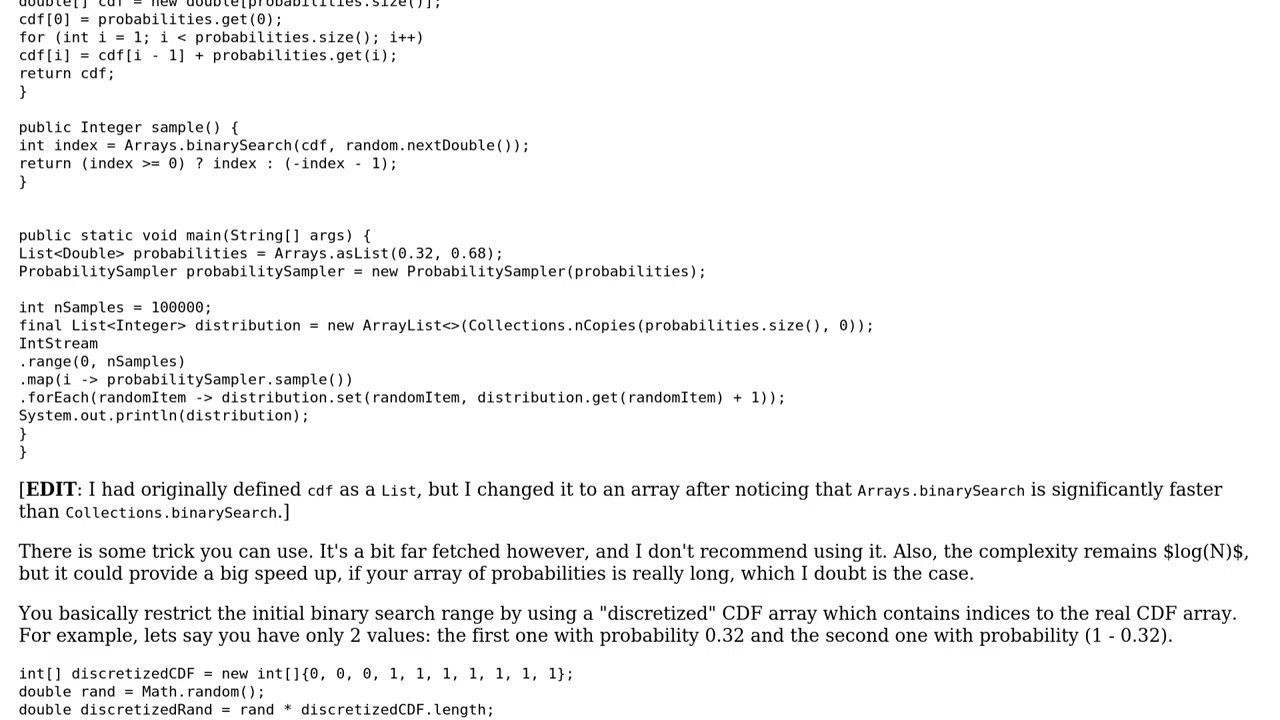 double[] cdf = new double[probabilities.size()];
cdf[0] = probabilities.get(0);
for (int i = 1; i < probabilities.size(); i++)
cdf[i] = cdf[i - 1] + probabilities.get(i);
return cdf;
}
public Integer sample() {
int index = Arrays.binarySearch(cdf, random.nextDouble());
return (index >= 0) ? index : (-index - 1);
}
public static void main(String[] args) {
List<Double> probabilities = Arrays.asList(0.32, 0.68);
ProbabilitySampler probabilitySampler = new ProbabilitySampler(probabilities);
int nSamples = 100000;
final List<Integer> distribution = new ArrayList<>(Collections.nCopies(probabilities.size(), 0));
IntStream
.range(0, nSamples)
.map(i -> probabilitySampler.sample())
.forEach(randomItem -> distribution.set(randomItem, distribution.get(randomItem) + 1));
System.out.println(distribution);
}
}
[EDIT: I had originally defined cdf as a List, but I changed it to an array after noticing that Arrays.binarySearch is significantly faster
than Collections.binarySearch.]
There is some trick you can use. It's a bit far fetched however, and I don't recommend using it. Also, the complexity remains $log(N)$,
but it could provide a big speed up, if your array of probabilities is really long, which I doubt is the case.
You basically restrict the initial binary search range by using a "discretized" CDF array which contains indices to the real CDF array.
For example, lets say you have only 2 values: the first one with probability 0.32 and the second one with probability (1 - 0.32).
int[] discretizedCDF = new int[]{0, 0, 0, 1, 1, 1, 1, 1, 1, 1};
double rand = Math.random();
double discretizedRand = rand * discretizedCDF.length;